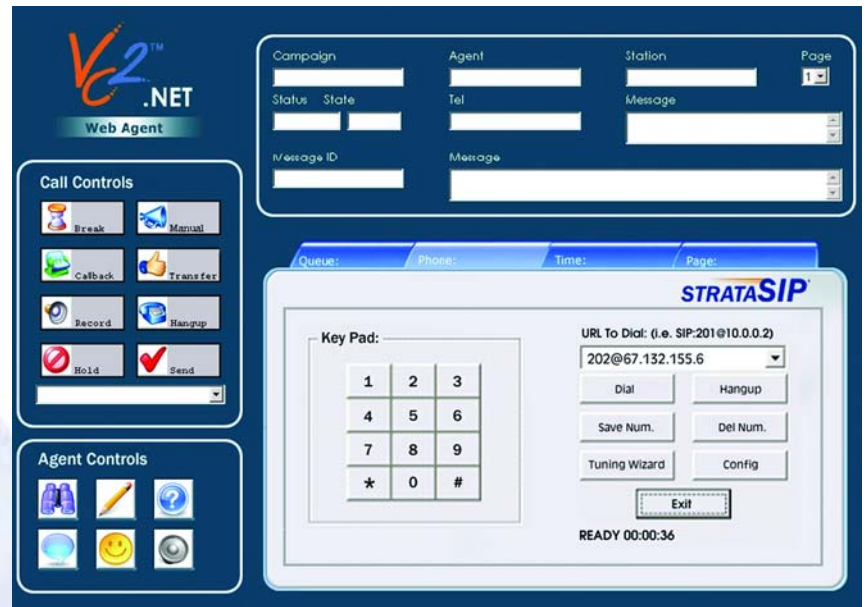 VC2™
.NET
Web Agent
Campaign Agent Station Page
1
Status State Tel Message
Message ID Message
Call Controls
Break Manual
Callback Transfer
Record Hangup
Hold Send
Agent Controls
Queue: Phone: Time: Page:
STRATASIP
Key Pad:
1 2 3
4 5 6
7 8 9
* 0 #
URL To Dial: (i.e. SIP:201@10.0.0.2)
202@67.132.155.6
Dial Hangup
Save Num. Del Num.
Tuning Wizard Config
Exit
READY 00:00:36